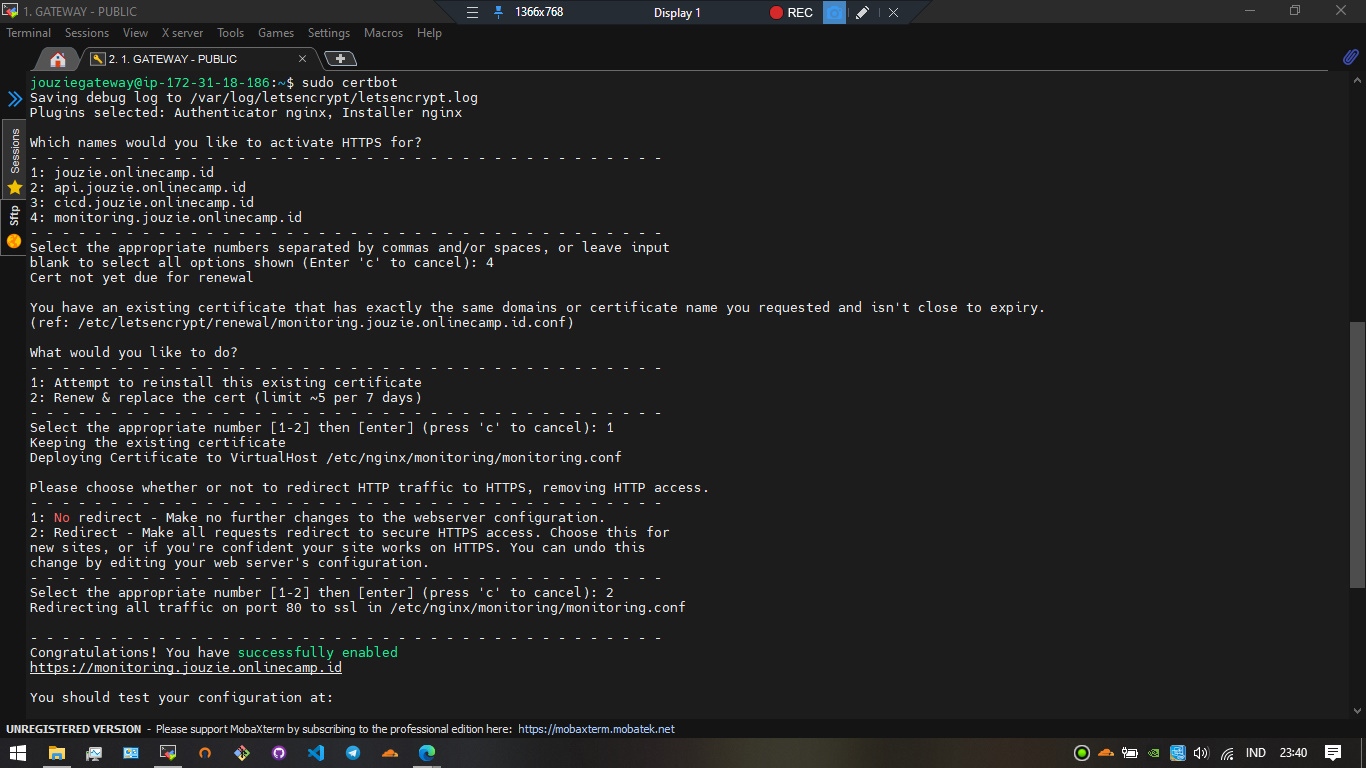 1. GATEWAY - PUBLIC
1366x768
Display 1
REC
Terminal Sessions View X server Tools Games Settings Macros Help
2. 1. GATEWAY - PUBLIC
Sessions
Sftp
jouziegateway@ip-172-31-18-186:~$ sudo certbot
Saving debug log to /var/log/letsencrypt/letsencrypt.log
Plugins selected: Authenticator nginx, Installer nginx
Which names would you like to activate HTTPS for?
- - - - - - - - - - - - - - - - - - - - - - - - - - - - - - - - - - - - - - - -
1: jouzie.onlinecamp.id
2: api.jouzie.onlinecamp.id
3: cicd.jouzie.onlinecamp.id
4: monitoring.jouzie.onlinecamp.id
- - - - - - - - - - - - - - - - - - - - - - - - - - - - - - - - - - - - - - - -
Select the appropriate numbers separated by commas and/or spaces, or leave input
blank to select all options shown (Enter 'c' to cancel): 4
Cert not yet due for renewal
You have an existing certificate that has exactly the same domains or certificate name you requested and isn't close to expiry.
(ref: /etc/letsencrypt/renewal/monitoring.jouzie.onlinecamp.id.conf)
What would you like to do?
- - - - - - - - - - - - - - - - - - - - - - - - - - - - - - - - - - - - - - - -
1: Attempt to reinstall this existing certificate
2: Renew & replace the cert (limit ~5 per 7 days)
- - - - - - - - - - - - - - - - - - - - - - - - - - - - - - - - - - - - - - - -
Select the appropriate number [1-2] then [enter] (press 'c' to cancel): 1
Keeping the existing certificate
Deploying Certificate to VirtualHost /etc/nginx/monitoring/monitoring.conf
Please choose whether or not to redirect HTTP traffic to HTTPS, removing HTTP access.
- - - - - - - - - - - - - - - - - - - - - - - - - - - - - - - - - - - - - - - -
1: No redirect - Make no further changes to the webserver configuration.
2: Redirect - Make all requests redirect to secure HTTPS access. Choose this for
new sites, or if you're confident your site works on HTTPS. You can undo this
change by editing your web server's configuration.
- - - - - - - - - - - - - - - - - - - - - - - - - - - - - - - - - - - - - - - -
Select the appropriate number [1-2] then [enter] (press 'c' to cancel): 2
Redirecting all traffic on port 80 to ssl in /etc/nginx/monitoring/monitoring.conf
- - - - - - - - - - - - - - - - - - - - - - - - - - - - - - - - - - - - - - - -
Congratulations! You have successfully enabled
https://monitoring.jouzie.onlinecamp.id
You should test your configuration at:
UNREGISTERED VERSION - Please support MobaXterm by subscribing to the professional edition here: https://mobaxterm.mobatek.net
IND 23:40